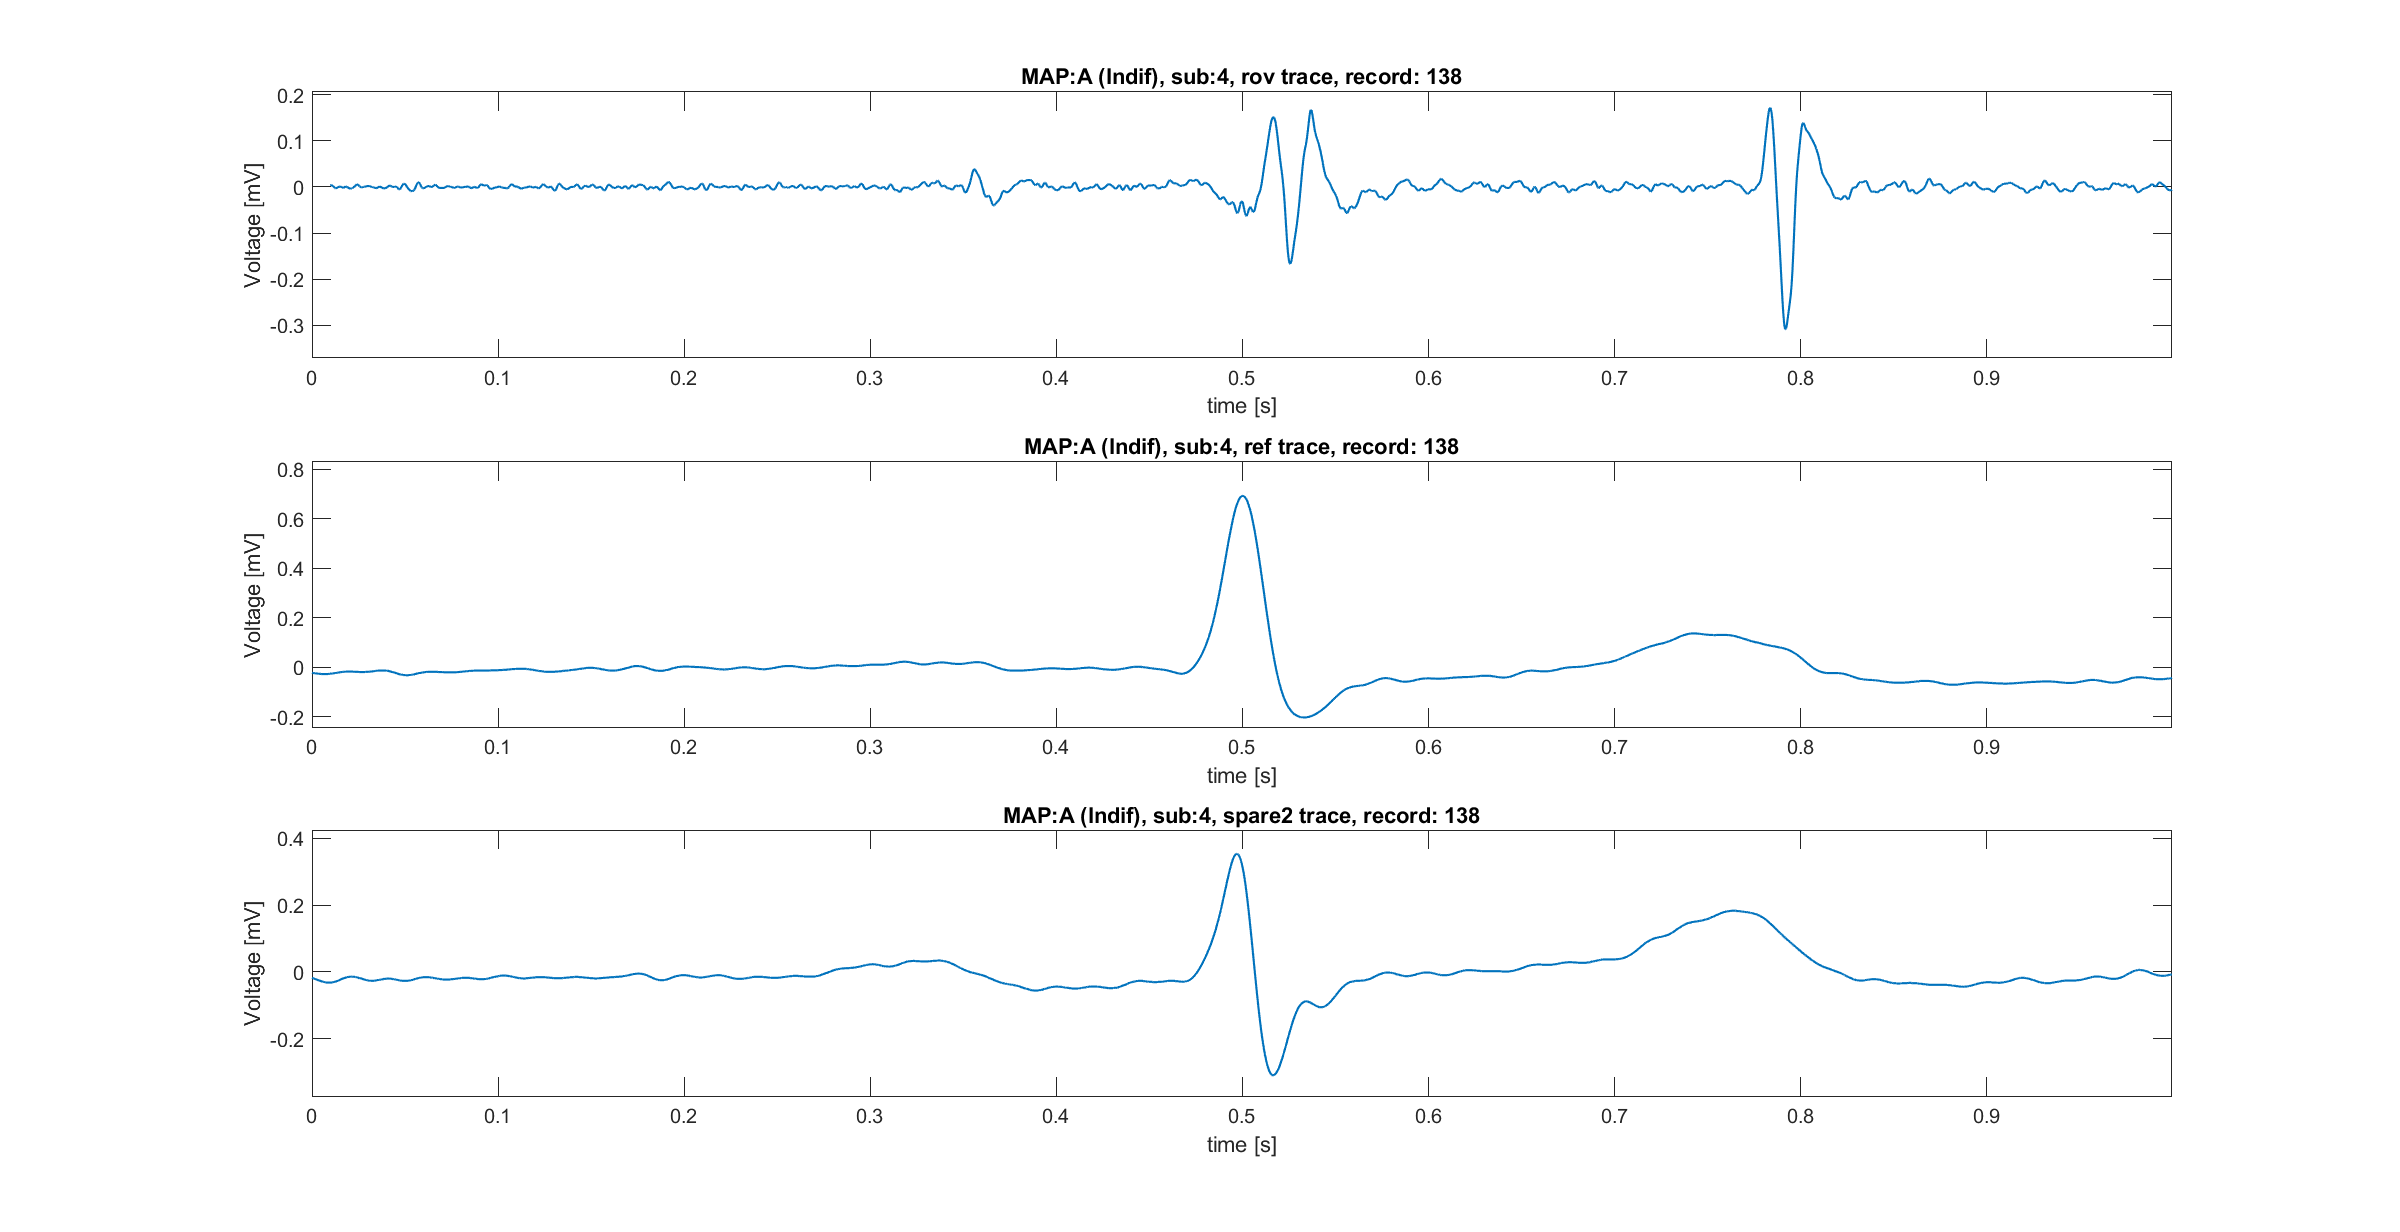 MAP:A (Indif), sub:4, rov trace, record: 138
Voltage [mV]
0.2
0.1
0
-0.1
-0.2
-0.3
0 0.1 0.2 0.3 0.4 0.5 0.6 0.7 0.8 0.9
time [s]
MAP:A (Indif), sub:4, ref trace, record: 138
Voltage [mV]
0.8
0.6
0.4
0.2
0
-0.2
0 0.1 0.2 0.3 0.4 0.5 0.6 0.7 0.8 0.9
time [s]
MAP:A (Indif), sub:4, spare2 trace, record: 138
Voltage [mV]
0.4
0.2
0
-0.2
0 0.1 0.2 0.3 0.4 0.5 0.6 0.7 0.8 0.9
time [s]